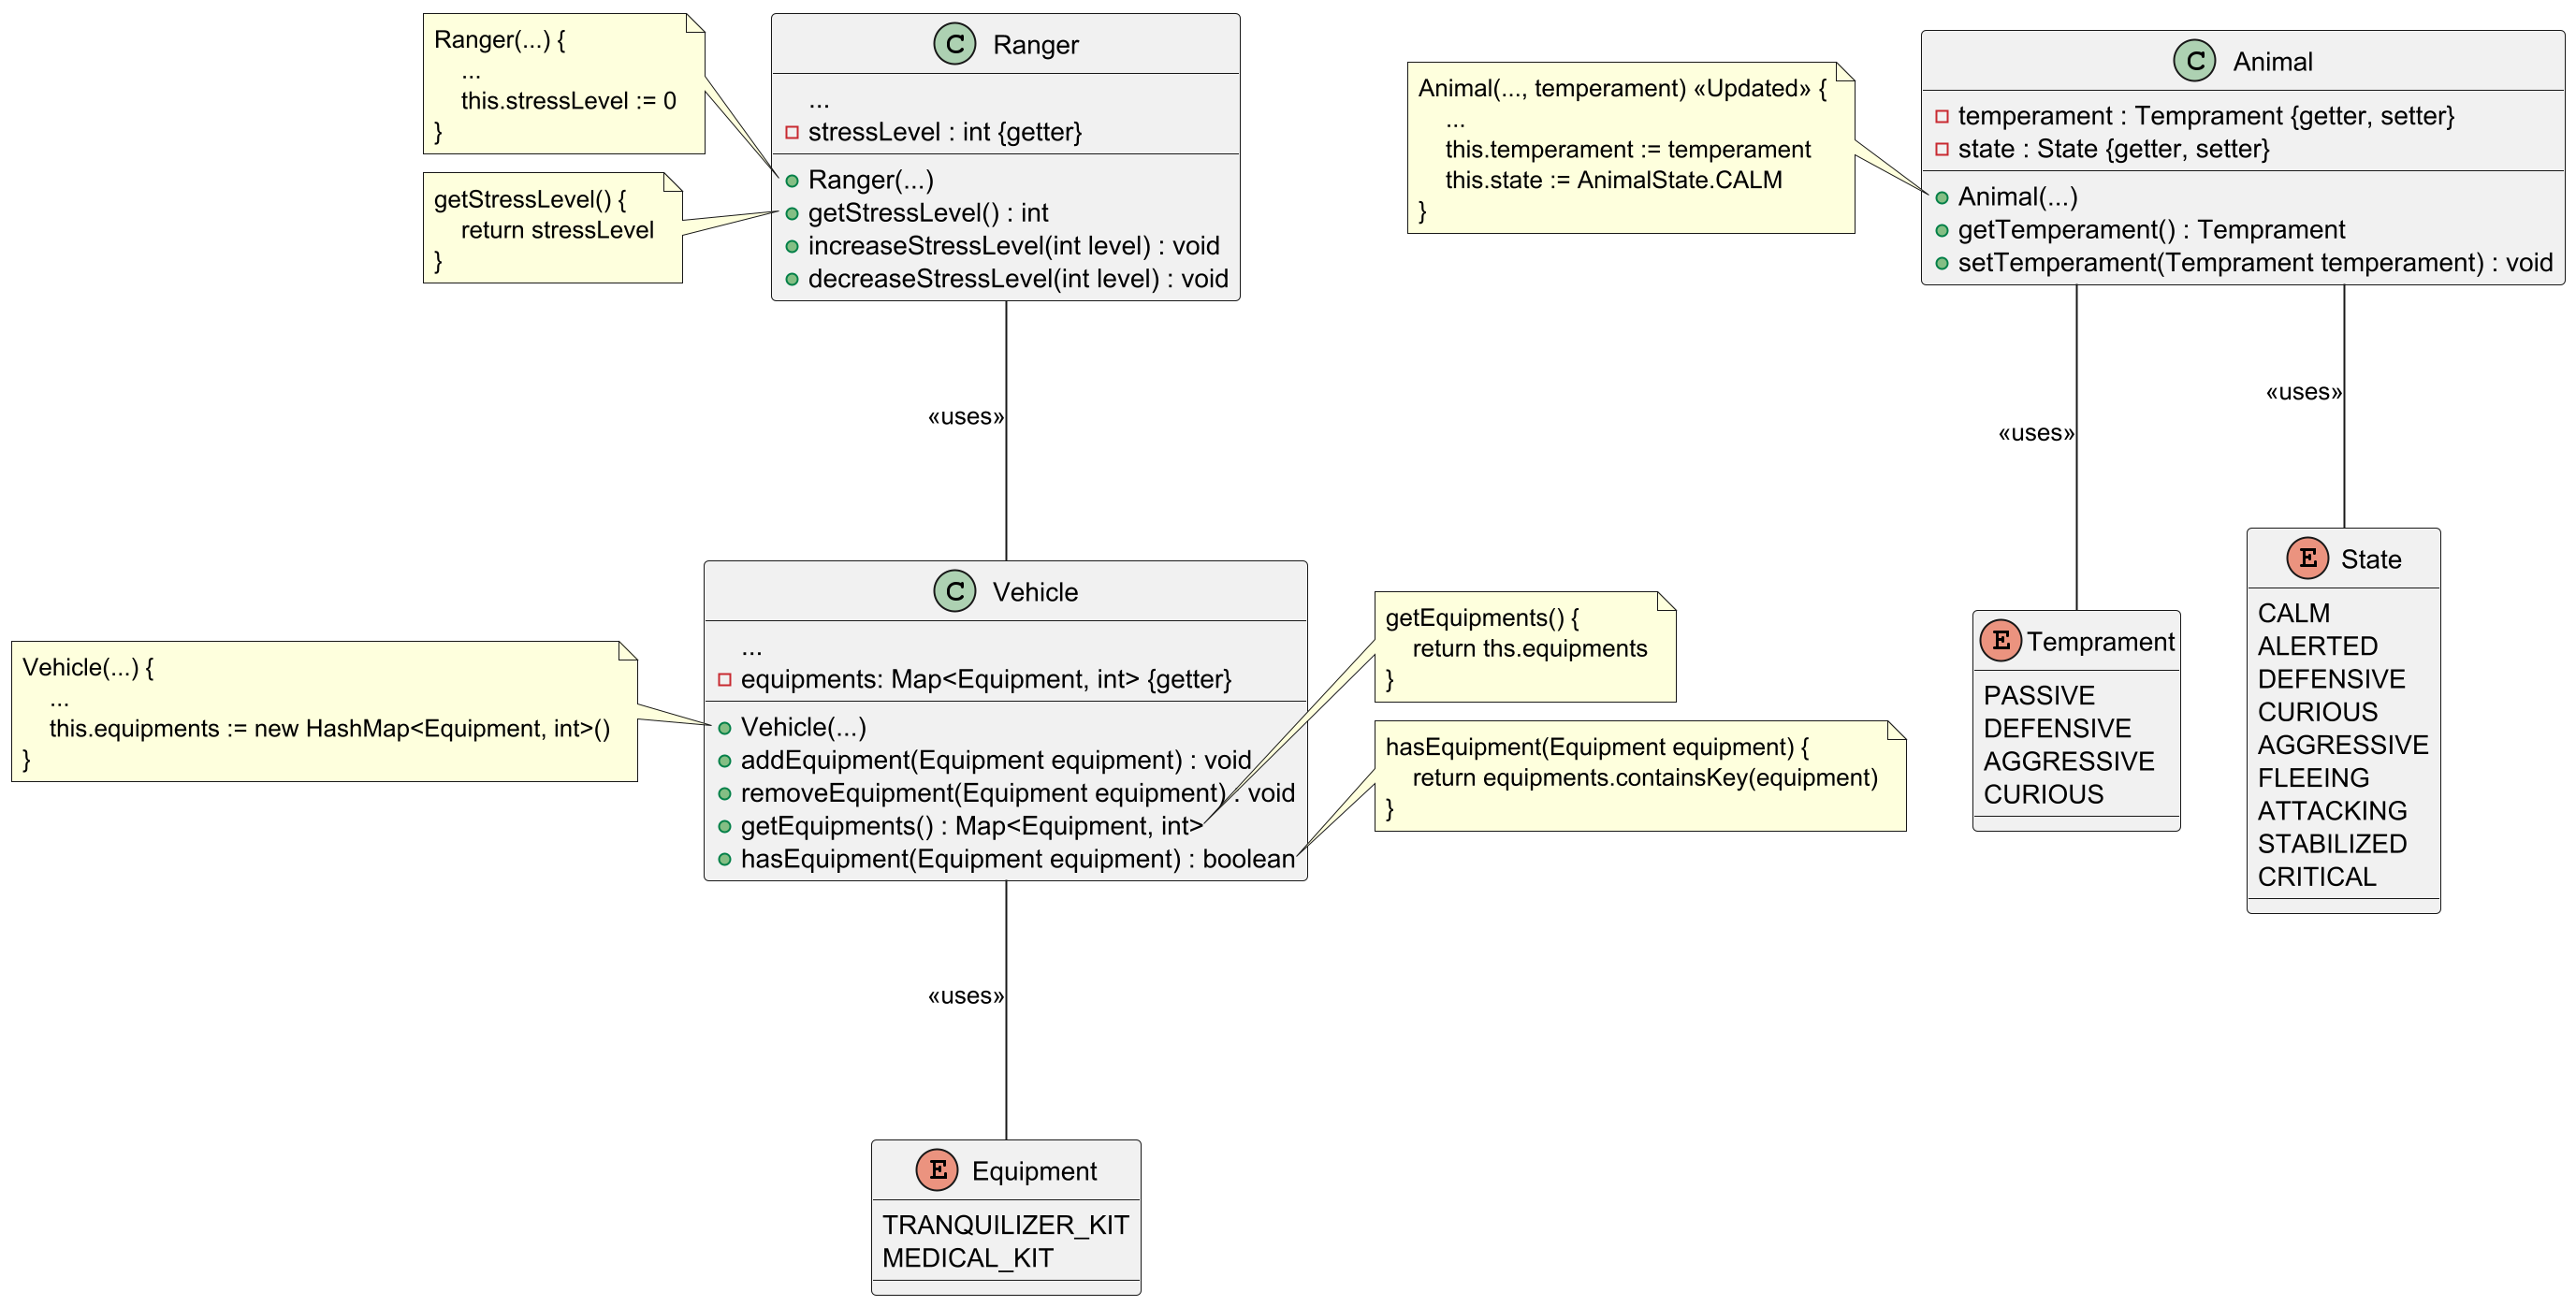 Ranger(...) {
...
this.stressLevel := 0
}
getStressLevel() {
return stressLevel
}
C Ranger
...
stressLevel : int {getter}
Ranger(...)
getStressLevel() : int
increaseStressLevel(int level) : void
decreaseStressLevel(int level) : void
Animal(..., temperament) «Updated» {
...
this.temperament := temperament
this.state := AnimalState.CALM
}
C Animal
temperament : Temprament {getter, setter}
state : State {getter, setter}
Animal(...)
getTemperament() : Temprament
setTemperament(Temprament temperament) : void
«uses»
«uses»
«uses»
Vehicle(...) {
...
this.equipments := new HashMap<Equipment, int>()
}
C Vehicle
...
equipments: Map<Equipment, int> {getter}
Vehicle(...)
addEquipment(Equipment equipment) : void
removeEquipment(Equipment equipment) : void
getEquipments() : Map<Equipment, int>
hasEquipment(Equipment equipment) : boolean
getEquipments() {
return ths.equipments
}
hasEquipment(Equipment equipment) {
return equipments.containsKey(equipment)
}
E Temprament
PASSIVE
DEFENSIVE
AGGRESSIVE
CURIOUS
E State
CALM
ALERTED
DEFENSIVE
CURIOUS
AGGRESSIVE
FLEEING
ATTACKING
STABILIZED
CRITICAL
«uses»
E Equipment
TRANQUILIZER_KIT
MEDICAL_KIT